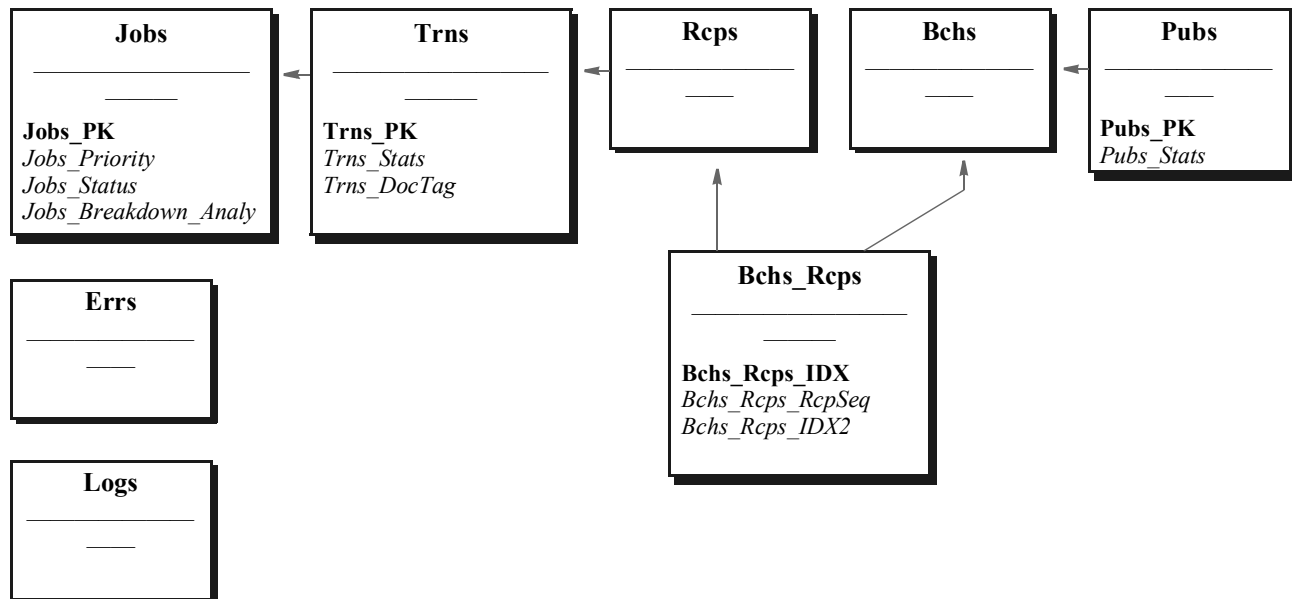 Jobs
Jobs_PK
Jobs_Priority
Jobs_Status
Jobs_Breakdown_Analy
Trns
Trns_PK
Trns_Stats
Trns_DocTag
Rcps
Bchs
Pubs
Pubs_PK
Pubs_Stats
Errs
Bchs_Rcps
Bchs_Rcps_IDX
Bchs_Rcps_RcpSeq
Bchs_Rcps_IDX2
Logs